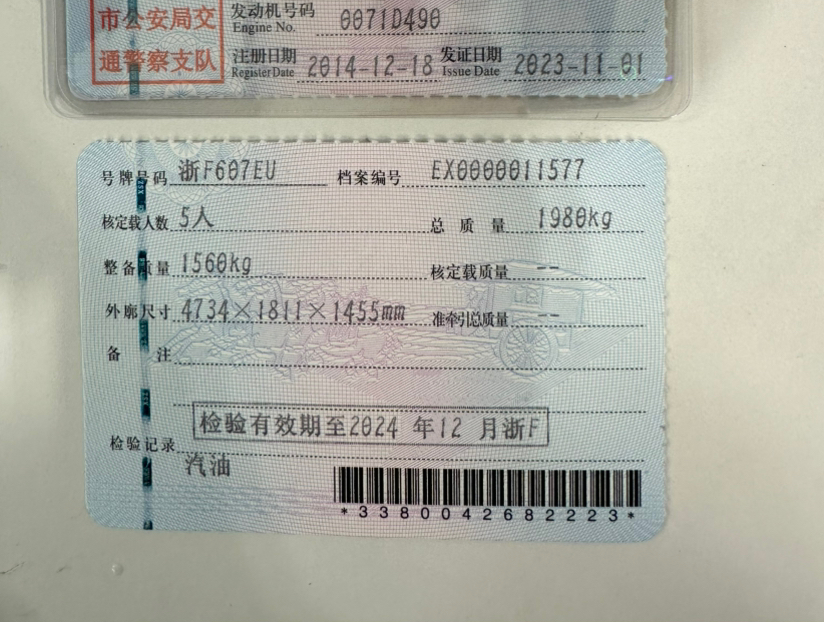 市公安局交
通警察支队
发动机号码 0071D490
Engine No.
注册日期 2014-12-18 发证日期 2023-11-01
Register Date Issue Date
号牌号码 浙F607EU 档案编号 EX0000011577
核定载人数 5人 总质量 1980kg
整备质量 1560kg 核定载质量 --
外廓尺寸 4734×1811×1455mm 准牵引总质量 --
备注
检验有效期至2024 年12 月浙F
检验记录
汽油
*3380042682223*